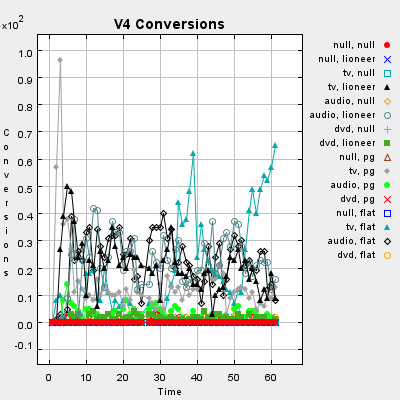 x10^2
V4 Conversions
1.0
0.9
0.8
0.7
0.6
0.5
0.4
0.3
0.2
0.1
0.0
-0.1
Conversions
0 10 20 30 40 50 60
Time
null, null
null, lioneer
tv, null
tv, lioneer
audio, null
audio, lioneer
dvd, null
dvd, lioneer
null, pg
tv, pg
audio, pg
dvd, pg
null, flat
tv, flat
audio, flat
dvd, flat